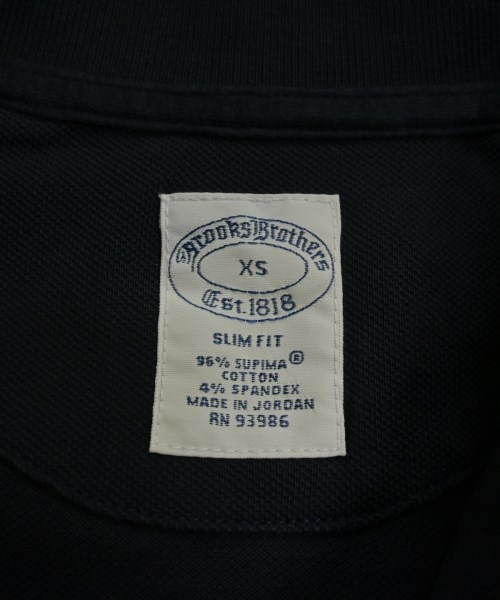 Brooks Brothers
XS
Est. 1818
SLIM FIT
96% SUPIMA®
COTTON
4% SPANDEX
MADE IN JORDAN
RN 93986